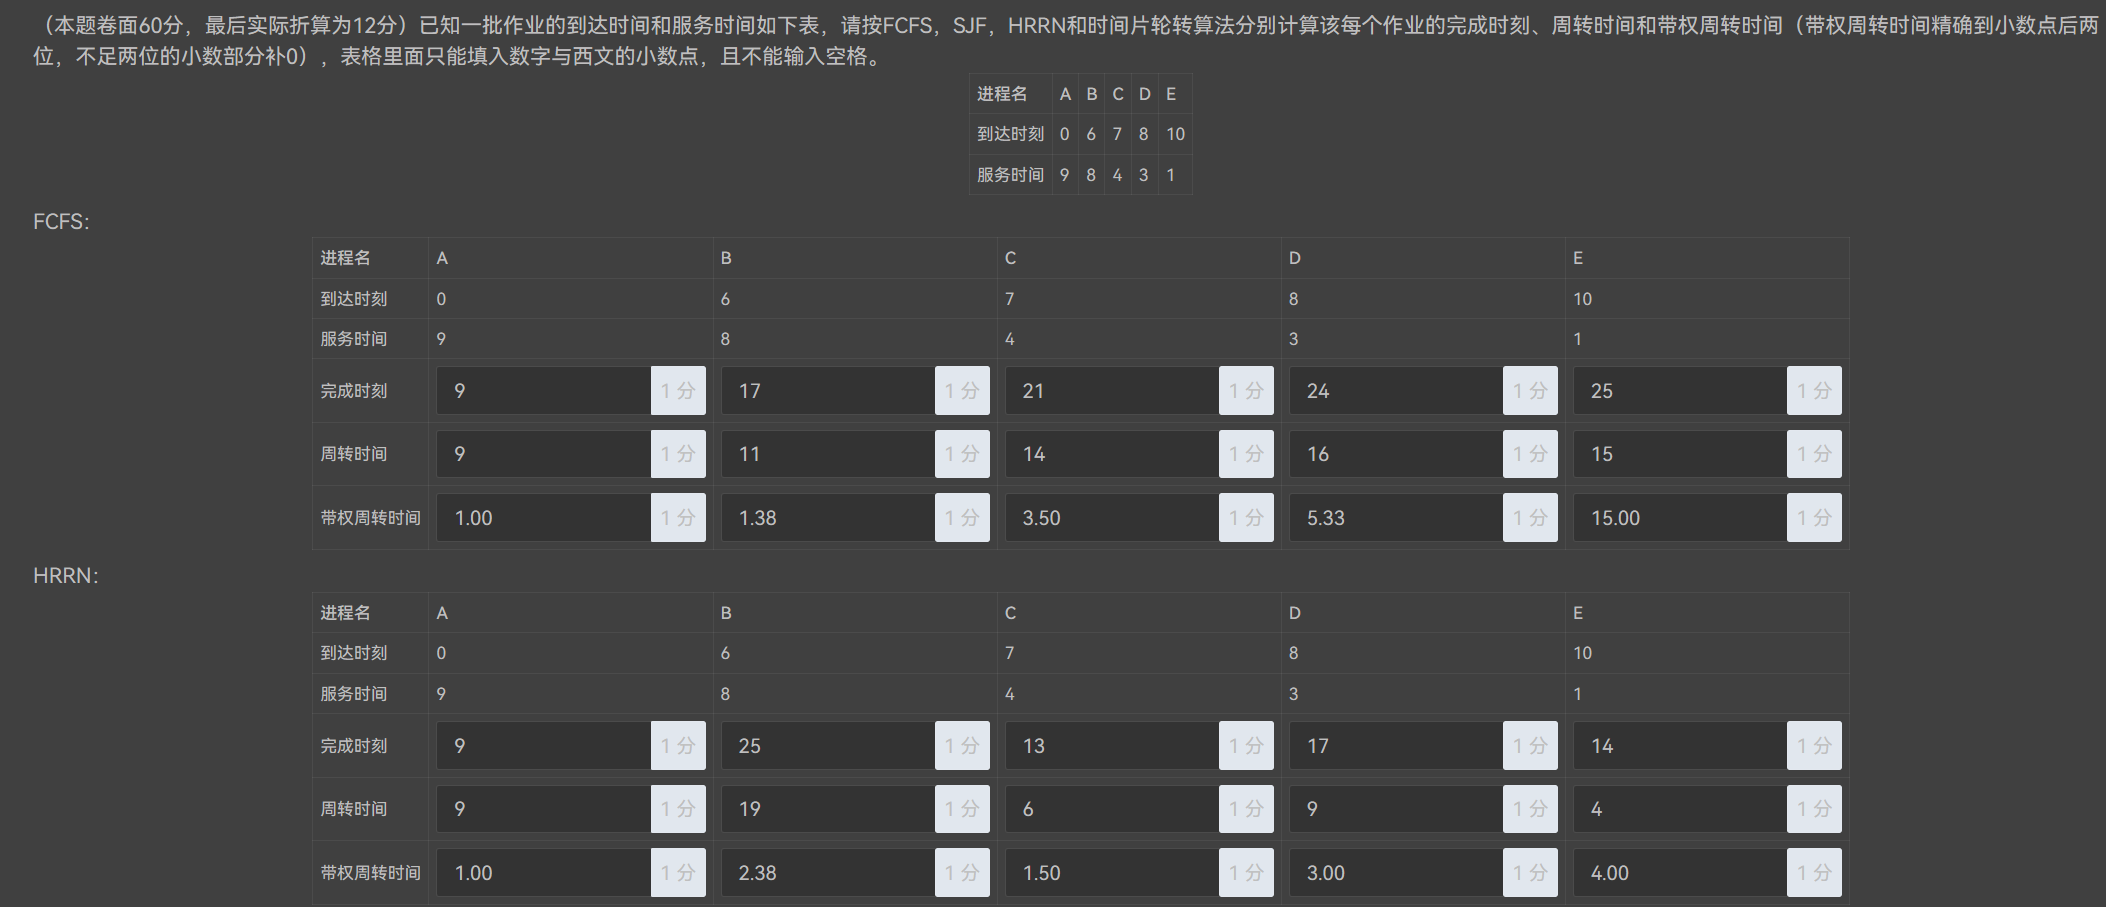 （本题卷面60分，最后实际折算为12分）已知一批作业的到达时间和服务时间如下表，请按FCFS，SJF，HRRN和时间片轮转算法分别计算该每个作业的完成时刻、周转时间和带权周转时间（带权周转时间精确到小数点后两
位，不足两位的小数部分补0），表格里面只能填入数字与西文的小数点，且不能输入空格。
进程名 A B C D E
到达时刻 0 6 7 8 10
服务时间 9 8 4 3 1
FCFS:
进程名 A B C D E
到达时刻 0 6 7 8 10
服务时间 9 8 4 3 1
完成时刻 9 1 分 17 1 分 21 1 分 24 1 分 25 1 分
周转时间 9 1 分 11 1 分 14 1 分 16 1 分 15 1 分
带权周转时间 1.00 1 分 1.38 1 分 3.50 1 分 5.33 1 分 15.00 1 分
HRRN:
进程名 A B C D E
到达时刻 0 6 7 8 10
服务时间 9 8 4 3 1
完成时刻 9 1 分 25 1 分 13 1 分 17 1 分 14 1 分
周转时间 9 1 分 19 1 分 6 1 分 9 1 分 4 1 分
带权周转时间 1.00 1 分 2.38 1 分 1.50 1 分 3.00 1 分 4.00 1 分